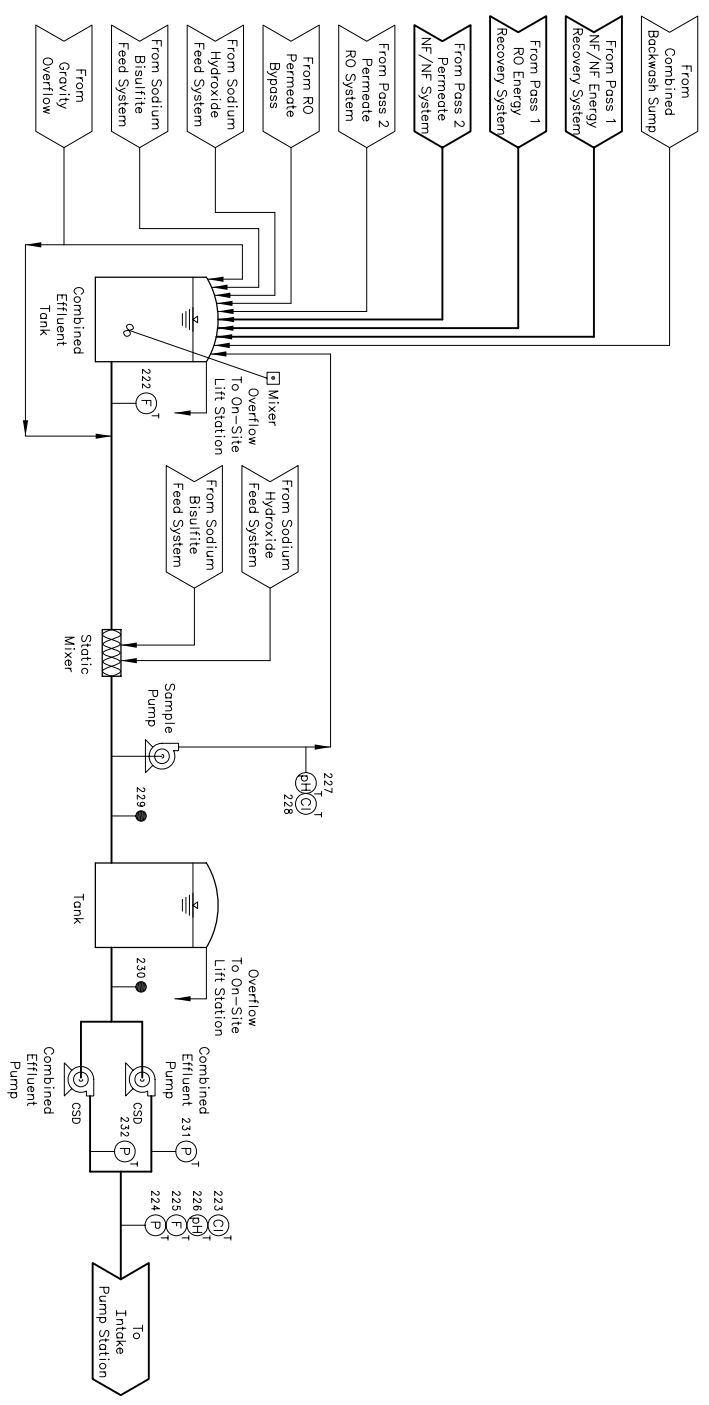 From
Combined
Backwash Sump
From Pass 1
NF/NF Energy
Recovery System
From Pass 1
RO Energy
Recovery System
From Pass 2
Permeate
NF/NF System
From Pass 2
Permeate
RO System
From RO
Permeate
Bypass
From Sodium
Hydroxide
Feed System
From Sodium
Bisulfite
Feed System
From
Gravity
Overflow
Combined
Effluent
Tank
Mixer
Overflow
To On-Site
Lift Station
222
F
T
From Sodium
Hydroxide
Feed System
From Sodium
Bisulfite
Feed System
Static
Mixer
Sample
Pump
227
pH
T
228
Cl
T
229
Tank
Overflow
To On-Site
Lift Station
230
Combined
Effluent
Pump
CSD
Combined
Effluent
Pump
CSD
231
P
T
232
P
T
223
Cl
T
226
pH
T
225
F
T
224
P
T
To
Intake
Pump Station